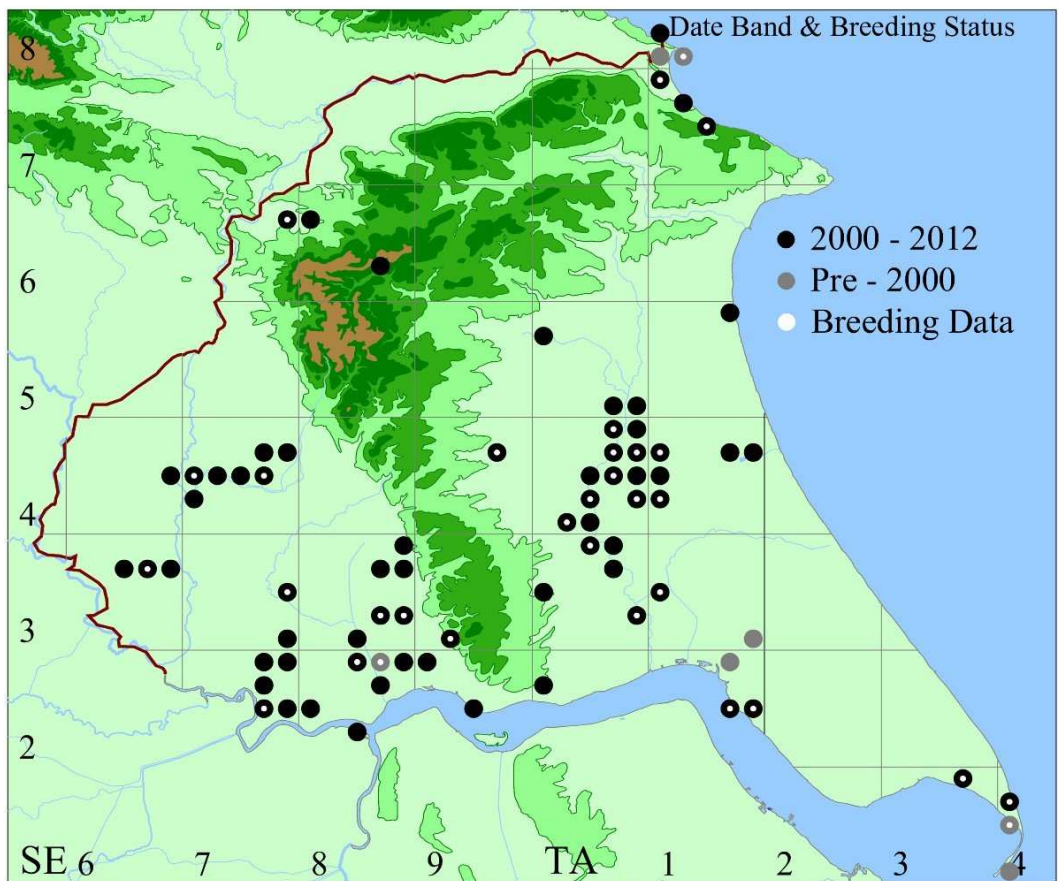 8 Date Band & Breeding Status
7
2000 - 2012
6 Pre - 2000
Breeding Data
5
4
3
2
SE 6 7 8 9 TA 1 2 3 4